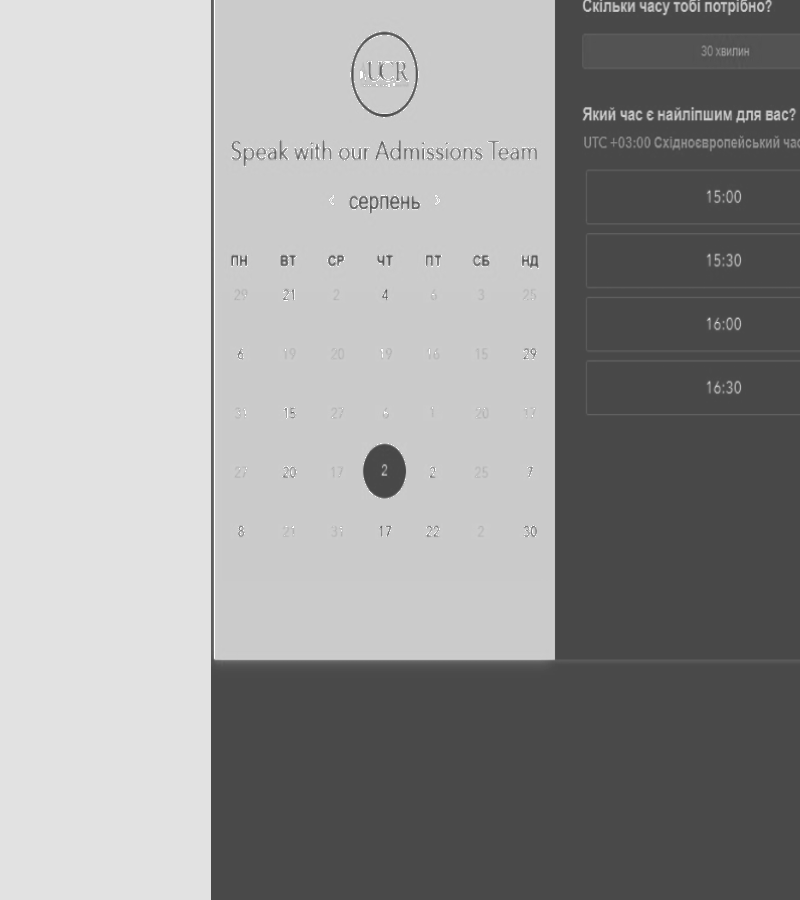 UCR
Speak with our Admissions Team
серпень
ПН ВТ СР ЧТ ПТ СБ НД
29 21 2 4 6 3 25
6 19 20 19 16 15 29
31 15 27 6 1 20 17
27 20 17 2 2 25 7
8 21 31 17 22 2 30
Скільки часу тобі потрібно?
30 хвилин
Який час є найліпшим для вас?
UTC +03:00 Східноєвропейський
15:00
15:30
16:00
16:30